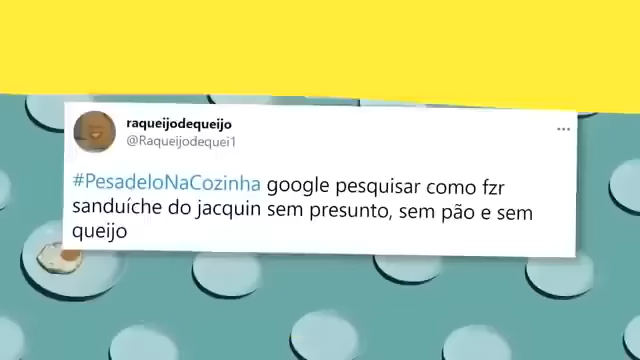 raqueijodequeijo
@Raqueijodequei1
#PesadeloNaCozinha google pesquisar como fzr
sanduíche do jacquin sem presunto, sem pão e sem
queijo